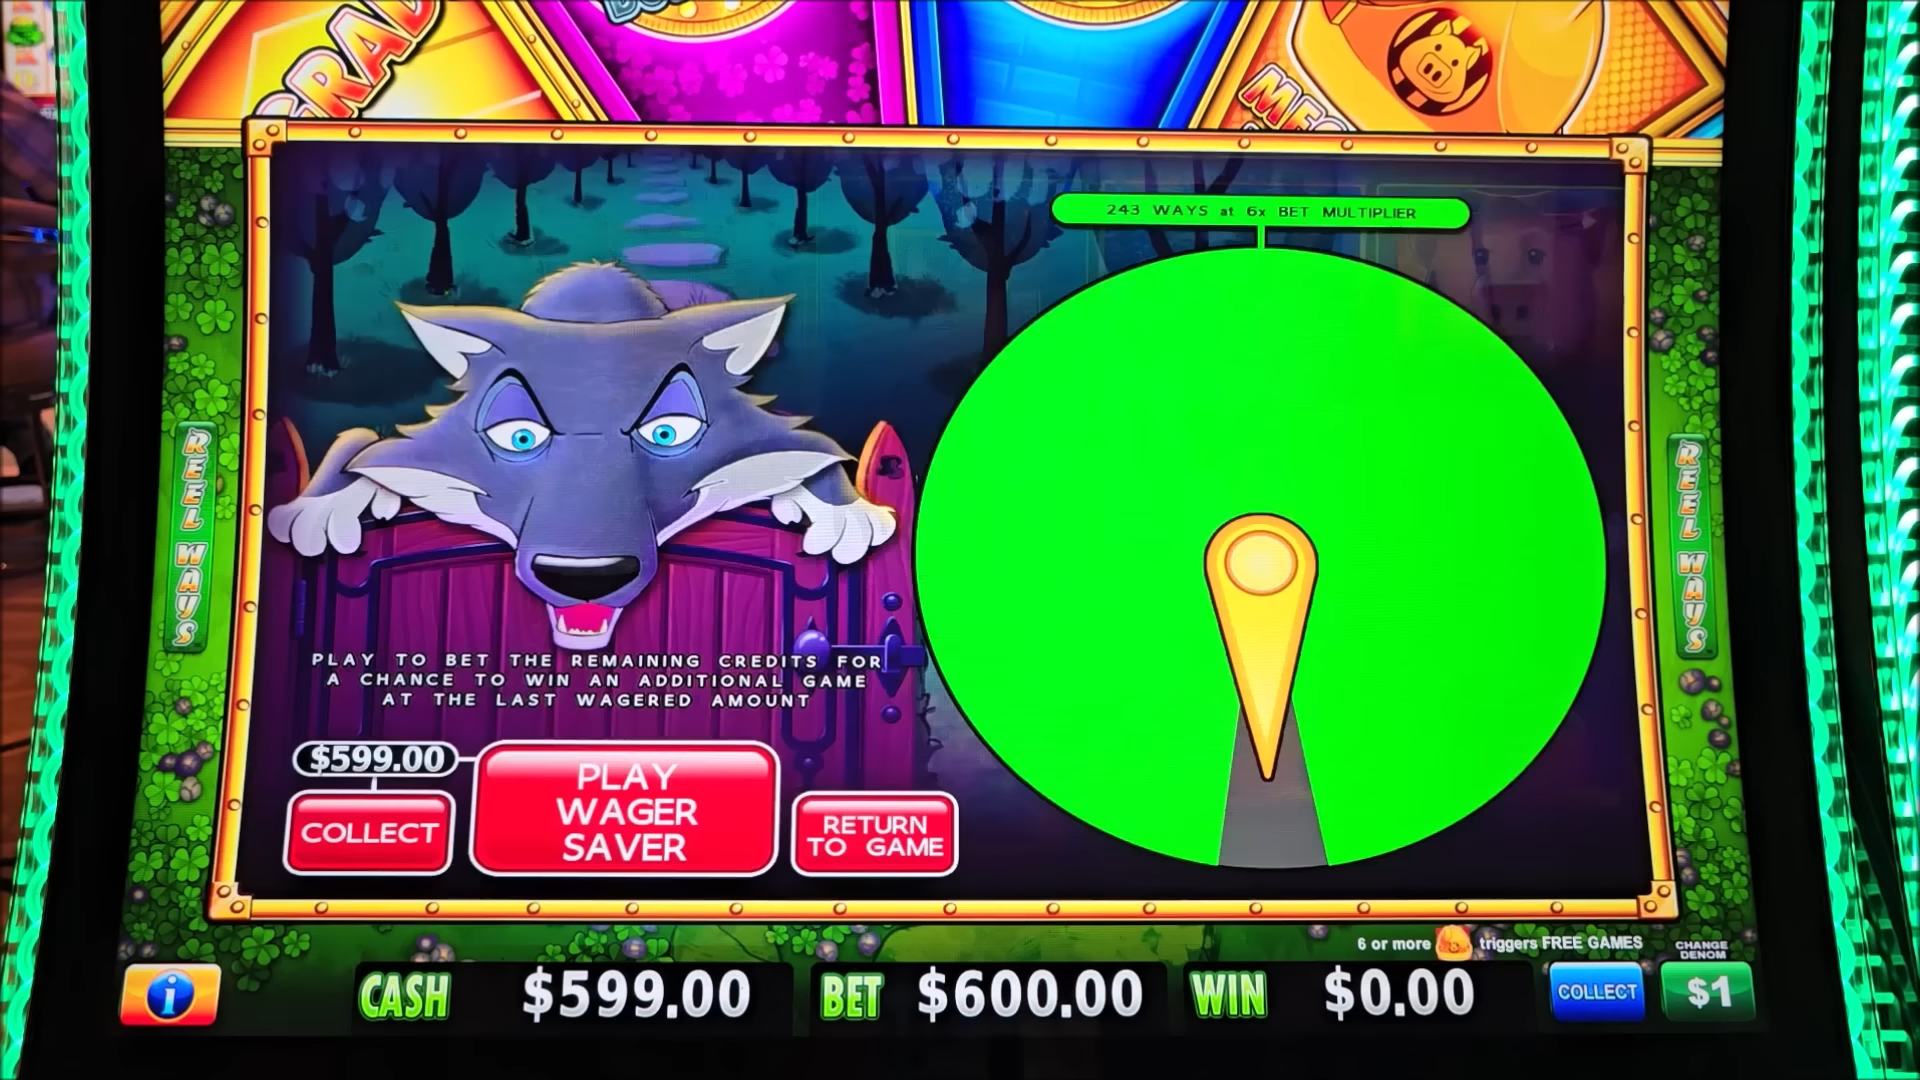 243 WAYS at 6x BET MULTIPLIER
REEL WAYS
REEL WAYS
PLAY TO BET THE REMAINING CREDITS FOR
A CHANCE TO WIN AN ADDITIONAL GAME
AT THE LAST WAGERED AMOUNT
$599.00
COLLECT
PLAY
WAGER
SAVER
RETURN
TO GAME
6 or more triggers FREE GAMES
CHANGE
DENOM
CASH $599.00 BET $600.00 WIN $0.00 COLLECT $1